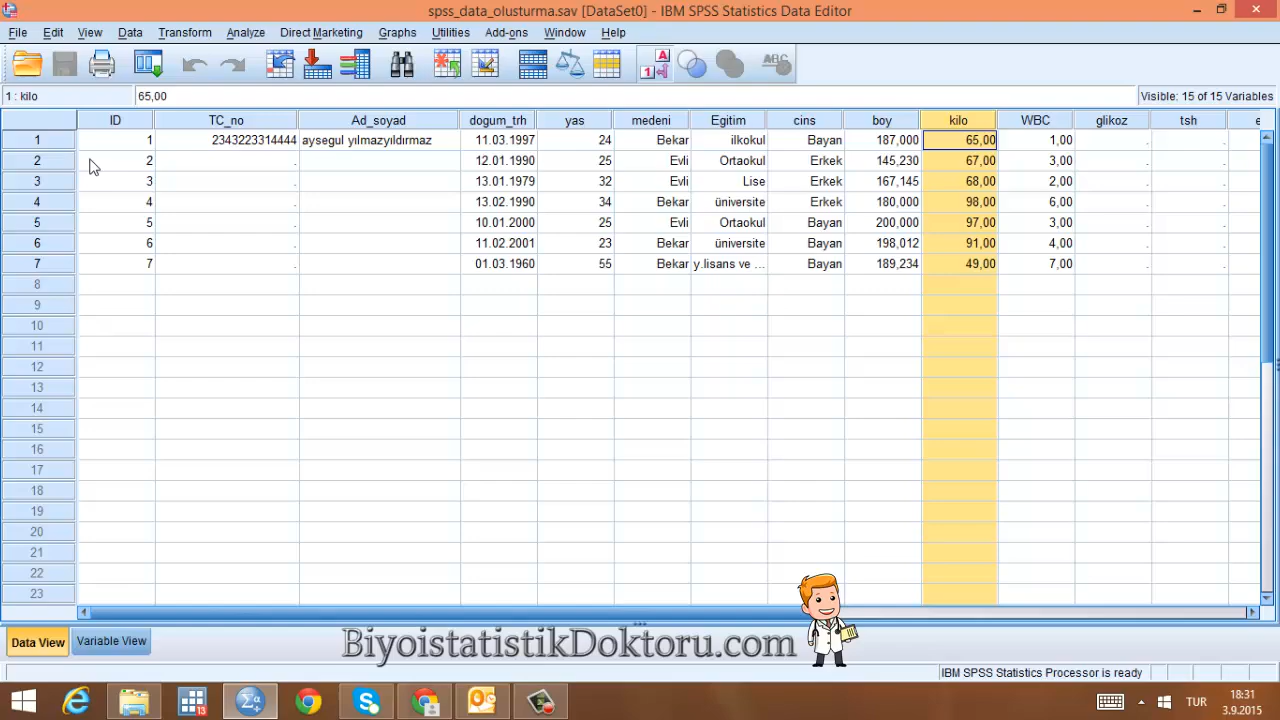 spss_data_olusturma.sav [DataSet0] - IBM SPSS Statistics Data Editor
File Edit View Data Transform Analyze Direct Marketing Graphs Utilities Add-ons Window Help
1 : kilo 65,00 Visible: 15 of 15 Variables
ID TC_no Ad_soyad dogum_trh yas medeni Egitim cins boy kilo WBC glikoz tsh e
1 1 2343223314444 aysegul yılmazyıldırmaz 11.03.1997 24 Bekar ilkokul Bayan 187,000 65,00 1,00 . .
2 2 . 12.01.1990 25 Evli Ortaokul Erkek 145,230 67,00 3,00 . .
3 3 . 13.01.1979 32 Evli Lise Erkek 167,145 68,00 2,00 . .
4 4 . 13.02.1990 34 Bekar üniversite Erkek 180,000 98,00 6,00 . .
5 5 . 10.01.2000 25 Evli Ortaokul Bayan 200,000 97,00 3,00 . .
6 6 . 11.02.2001 23 Bekar üniversite Bayan 198,012 91,00 4,00 . .
7 7 . 01.03.1960 55 Bekar y.lisans ve ... Bayan 189,234 49,00 7,00 . .
8
9
10
11
12
13
14
15
16
17
18
19
20
21
22
23
Data View Variable View
BiyoistatistikDoktoru.com
IBM SPSS Statistics Processor is ready
13
TUR
18:31
3.9.2015